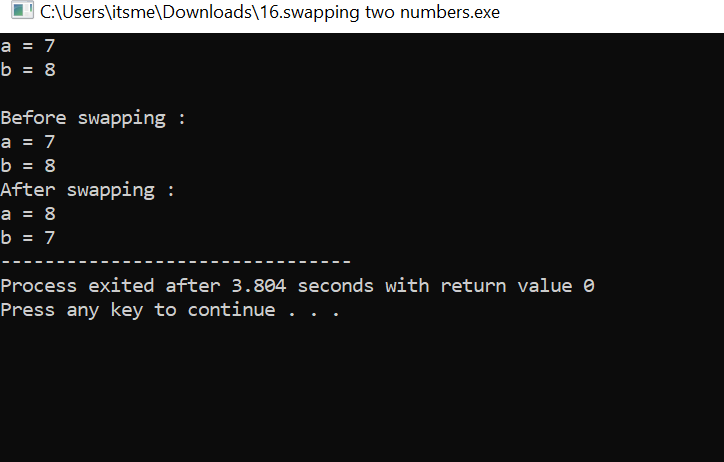 C:\Users\itsme\Downloads\16.swapping two numbers.exe
a = 7
b = 8
Before swapping :
a = 7
b = 8
After swapping :
a = 8
b = 7
--------------------------------
Process exited after 3.804 seconds with return value 0
Press any key to continue . . .